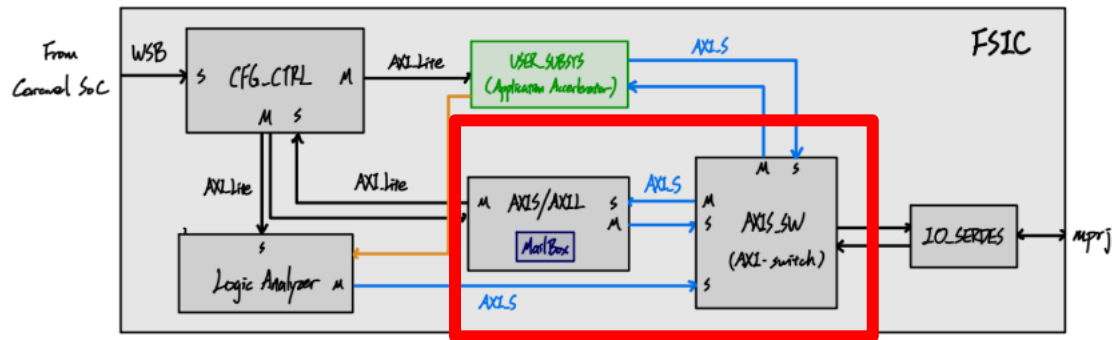 FSIC
From
Caravel SoC
WSB
S
CFG_CTRL
M
M
S
AXI_Lite
USER_SUBSYS
(Application Accelerator)
AXI_S
AXI_Lite
AXI_Lite
M
AXIS/AXIL
S
M
MailBox
AXI_S
M
S
M
S
AXIS_SW
(AXI-switch)
S
IO_SERDES
mprj
S
Logic Analyzer
M
AXI_S